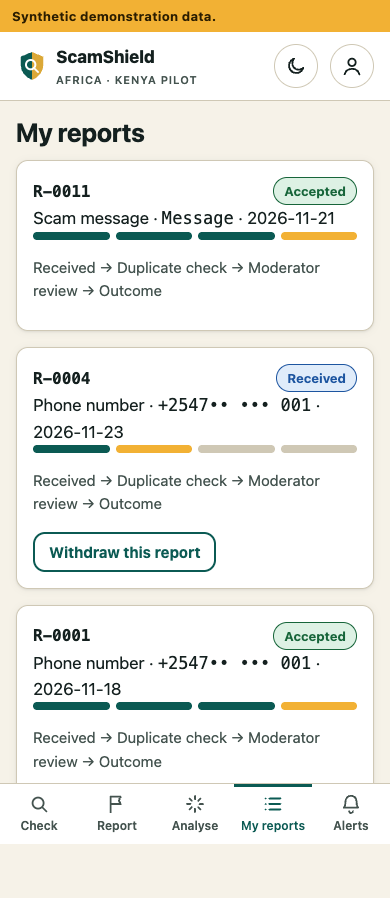 Synthetic demonstration data.
ScamShield
AFRICA · KENYA PILOT
My reports
R-0011
Accepted
Scam message · Message · 2026-11-21
Received → Duplicate check → Moderator
review → Outcome
R-0004
Received
Phone number · +2547•• ••• 001 ·
2026-11-23
Received → Duplicate check → Moderator
review → Outcome
Withdraw this report
R-0001
Accepted
Phone number · +2547•• ••• 001 ·
2026-11-18
Received → Duplicate check → Moderator
review → Outcome
Check
Report
Analyse
My reports
Alerts